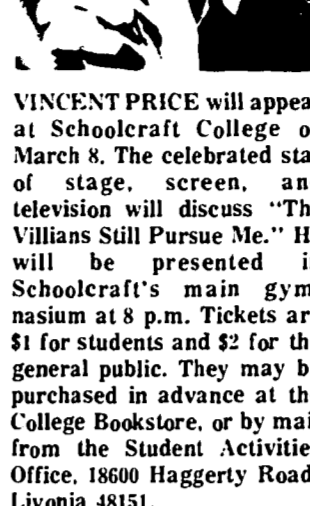 VINCENT PRICE will appea
at Schoolcraft College o
March 8. The celebrated sta
of stage, screen, an
television will discuss "Th
Villians Still Pursue Me." H
will be presented i
Schoolcraft's main gym
nasium at 8 p.m. Tickets ar
$1 for students and $2 for th
general public. They may b
purchased in advance at th
College Bookstore, or by mai
from the Student Activitie
Office, 18600 Haggerty Road
Livonia 48151.